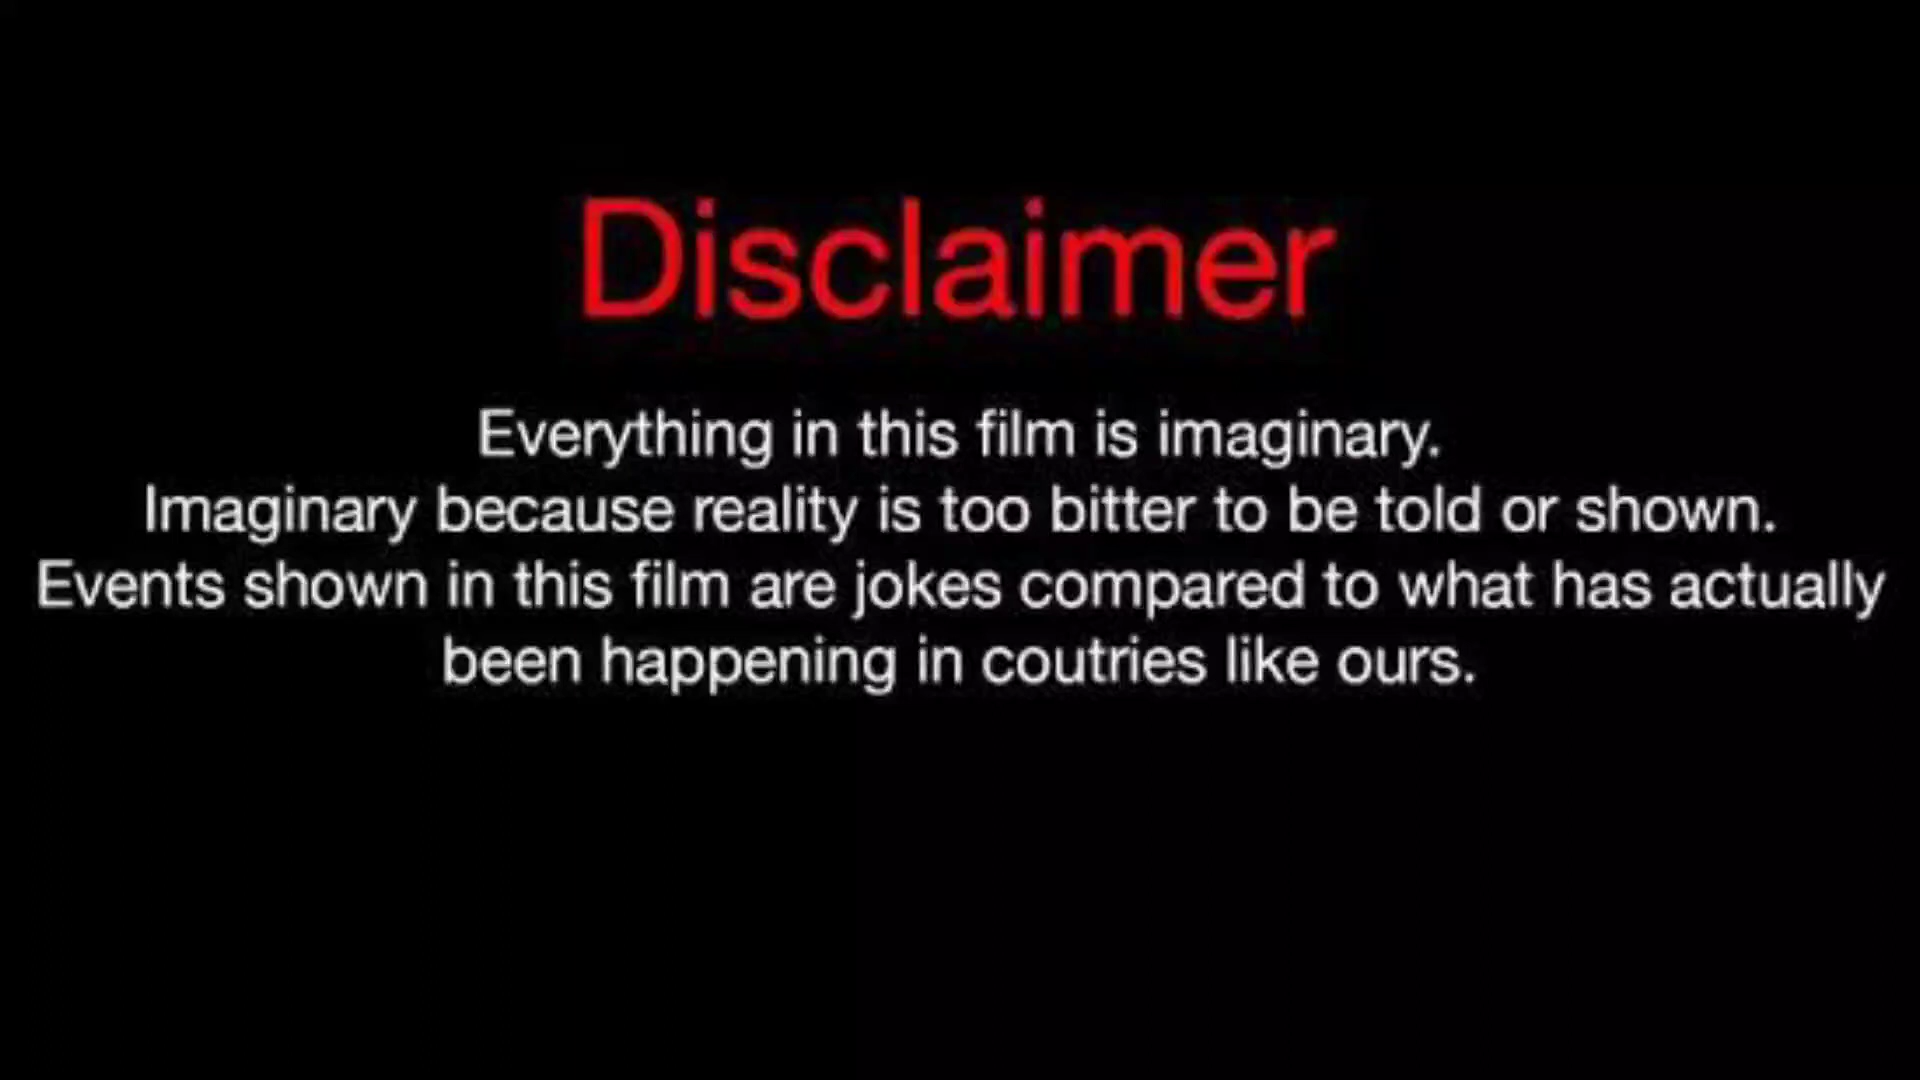 Disclaimer
Everything in this film is imaginary.
Imaginary because reality is too bitter to be told or shown.
Events shown in this film are jokes compared to what has actually
been happening in coutries like ours.